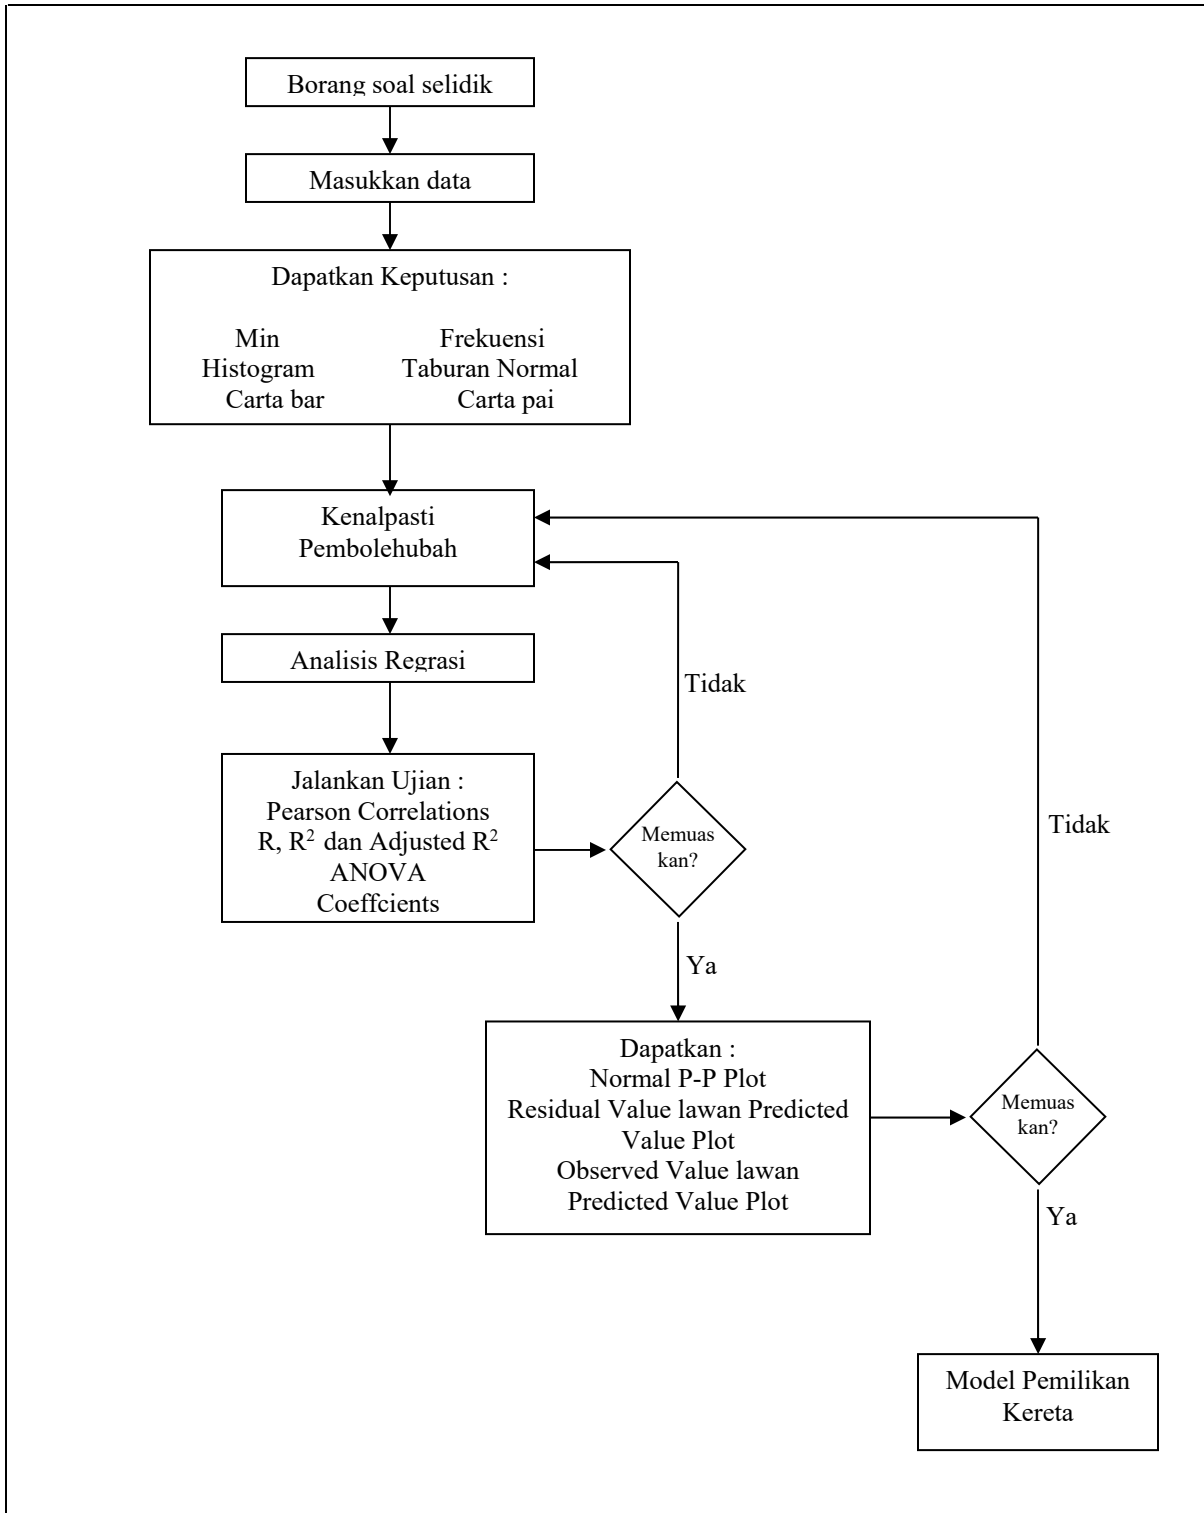 Borang soal selidik
Masukkan data
Dapatkan Keputusan :
Min Frekuensi
Histogram Taburan Normal
Carta bar Carta pai
Kenalpasti
Pembolehubah
Analisis Regrasi
Tidak
Jalankan Ujian :
Pearson Correlations
R, R² dan Adjusted R²
ANOVA
Coeffcients
Memuas
kan?
Tidak
Ya
Dapatkan :
Normal P-P Plot
Residual Value lawan Predicted
Value Plot
Observed Value lawan
Predicted Value Plot
Memuas
kan?
Ya
Model Pemilikan
Kereta